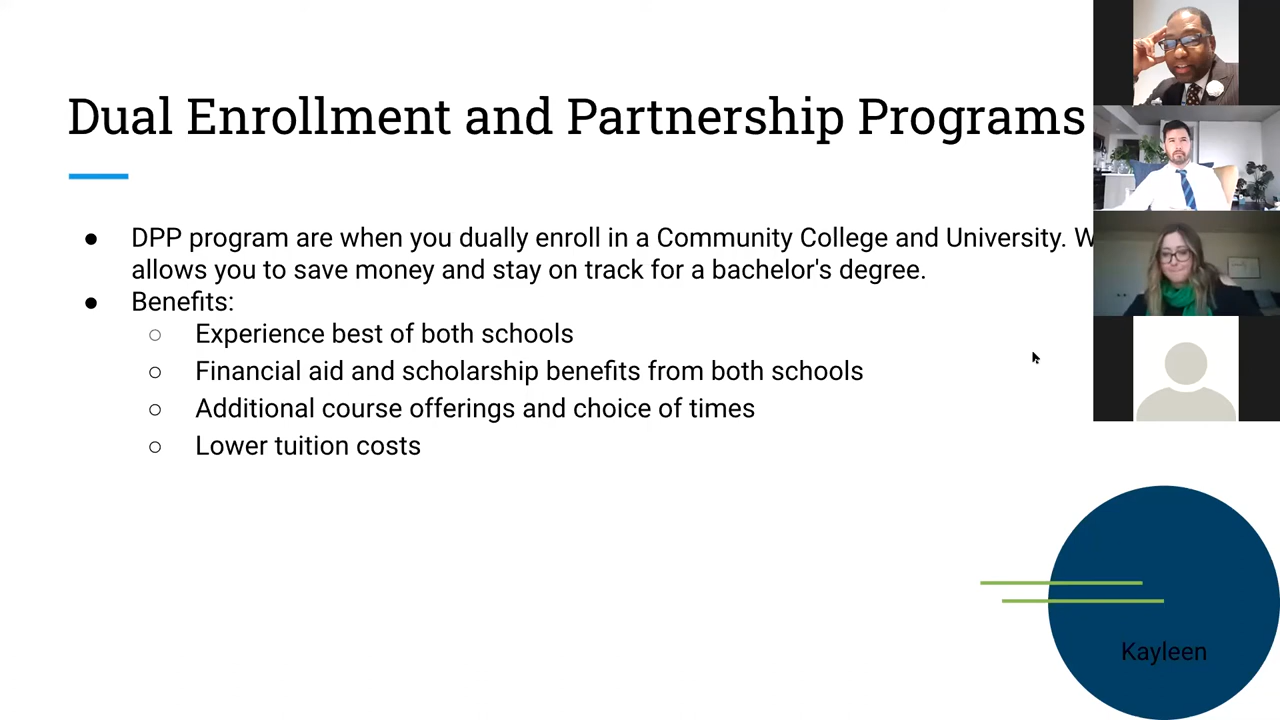 Dual Enrollment and Partnership Programs
● DPP program are when you dually enroll in a Community College and University. W
allows you to save money and stay on track for a bachelor's degree.
● Benefits:
○ Experience best of both schools
○ Financial aid and scholarship benefits from both schools
○ Additional course offerings and choice of times
○ Lower tuition costs
Kayleen